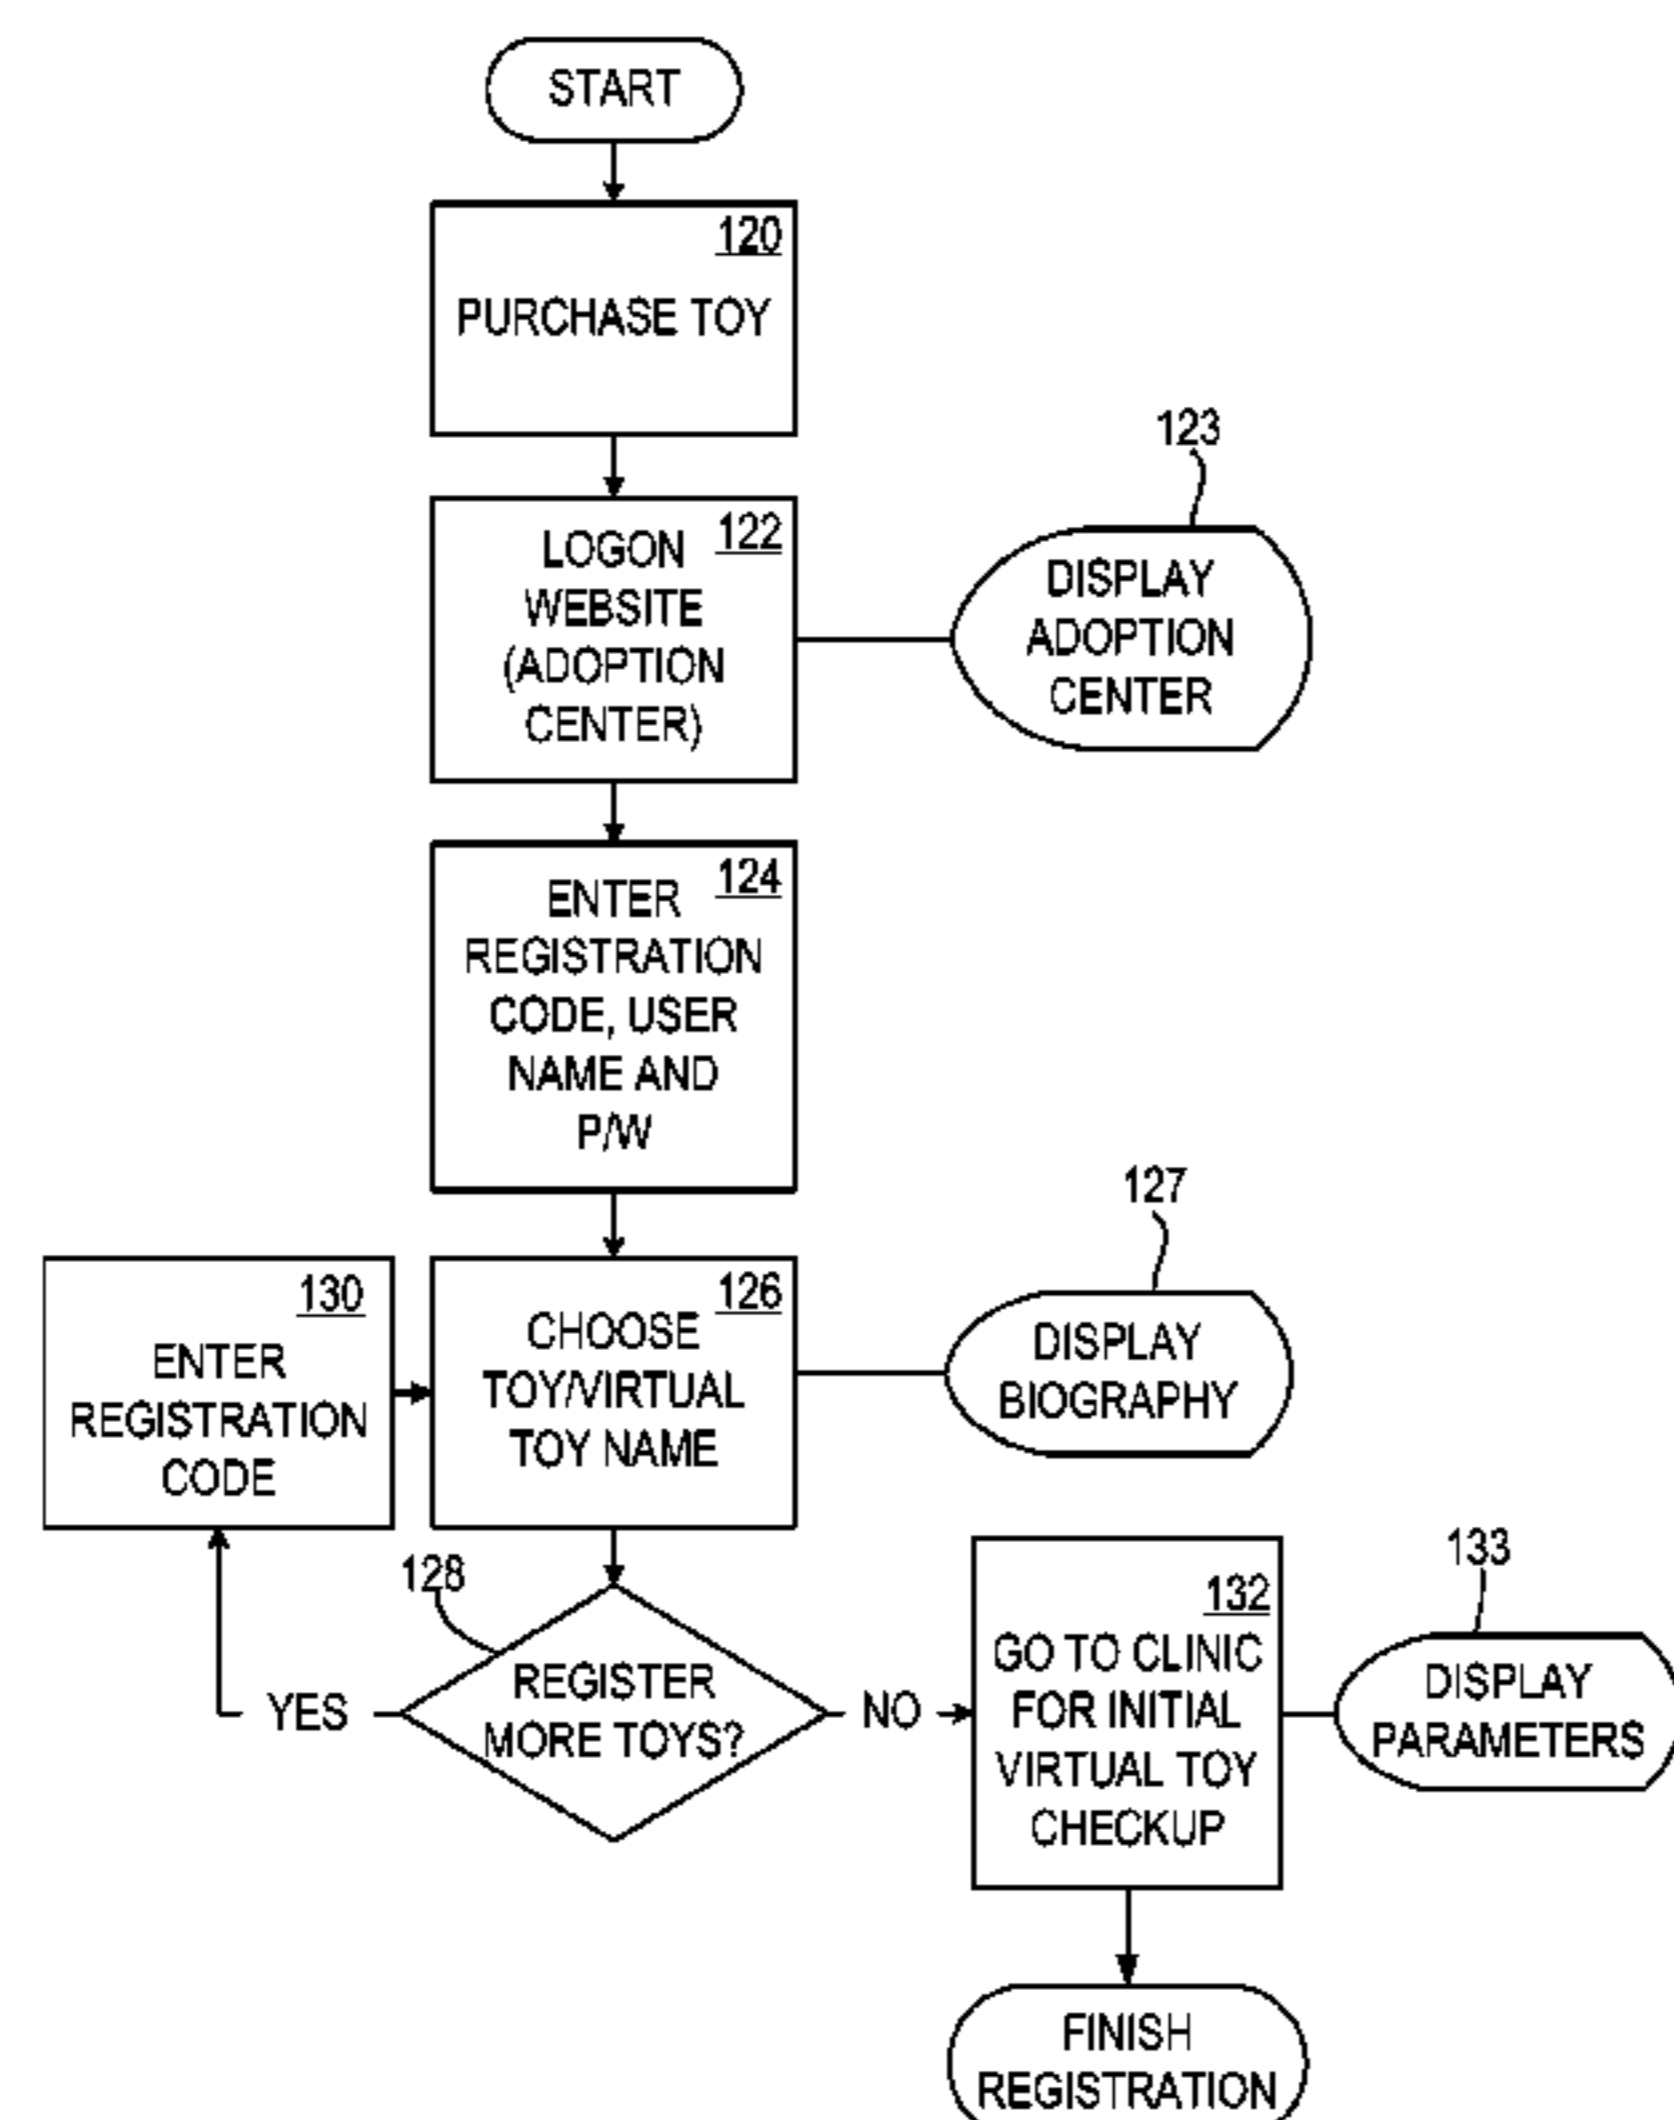 START
120
PURCHASE TOY
123
122
LOGON
WEBSITE
(ADOPTION
CENTER)
DISPLAY
ADOPTION
CENTER
124
ENTER
REGISTRATION
CODE, USER
NAME AND
P/W
127
130
ENTER
REGISTRATION
CODE
126
CHOOSE
TOY/VIRTUAL
TOY NAME
DISPLAY
BIOGRAPHY
128
REGISTER
MORE TOYS?
YES
NO
132
GO TO CLINIC
FOR INITIAL
VIRTUAL TOY
CHECKUP
133
DISPLAY
PARAMETERS
FINISH
REGISTRATION